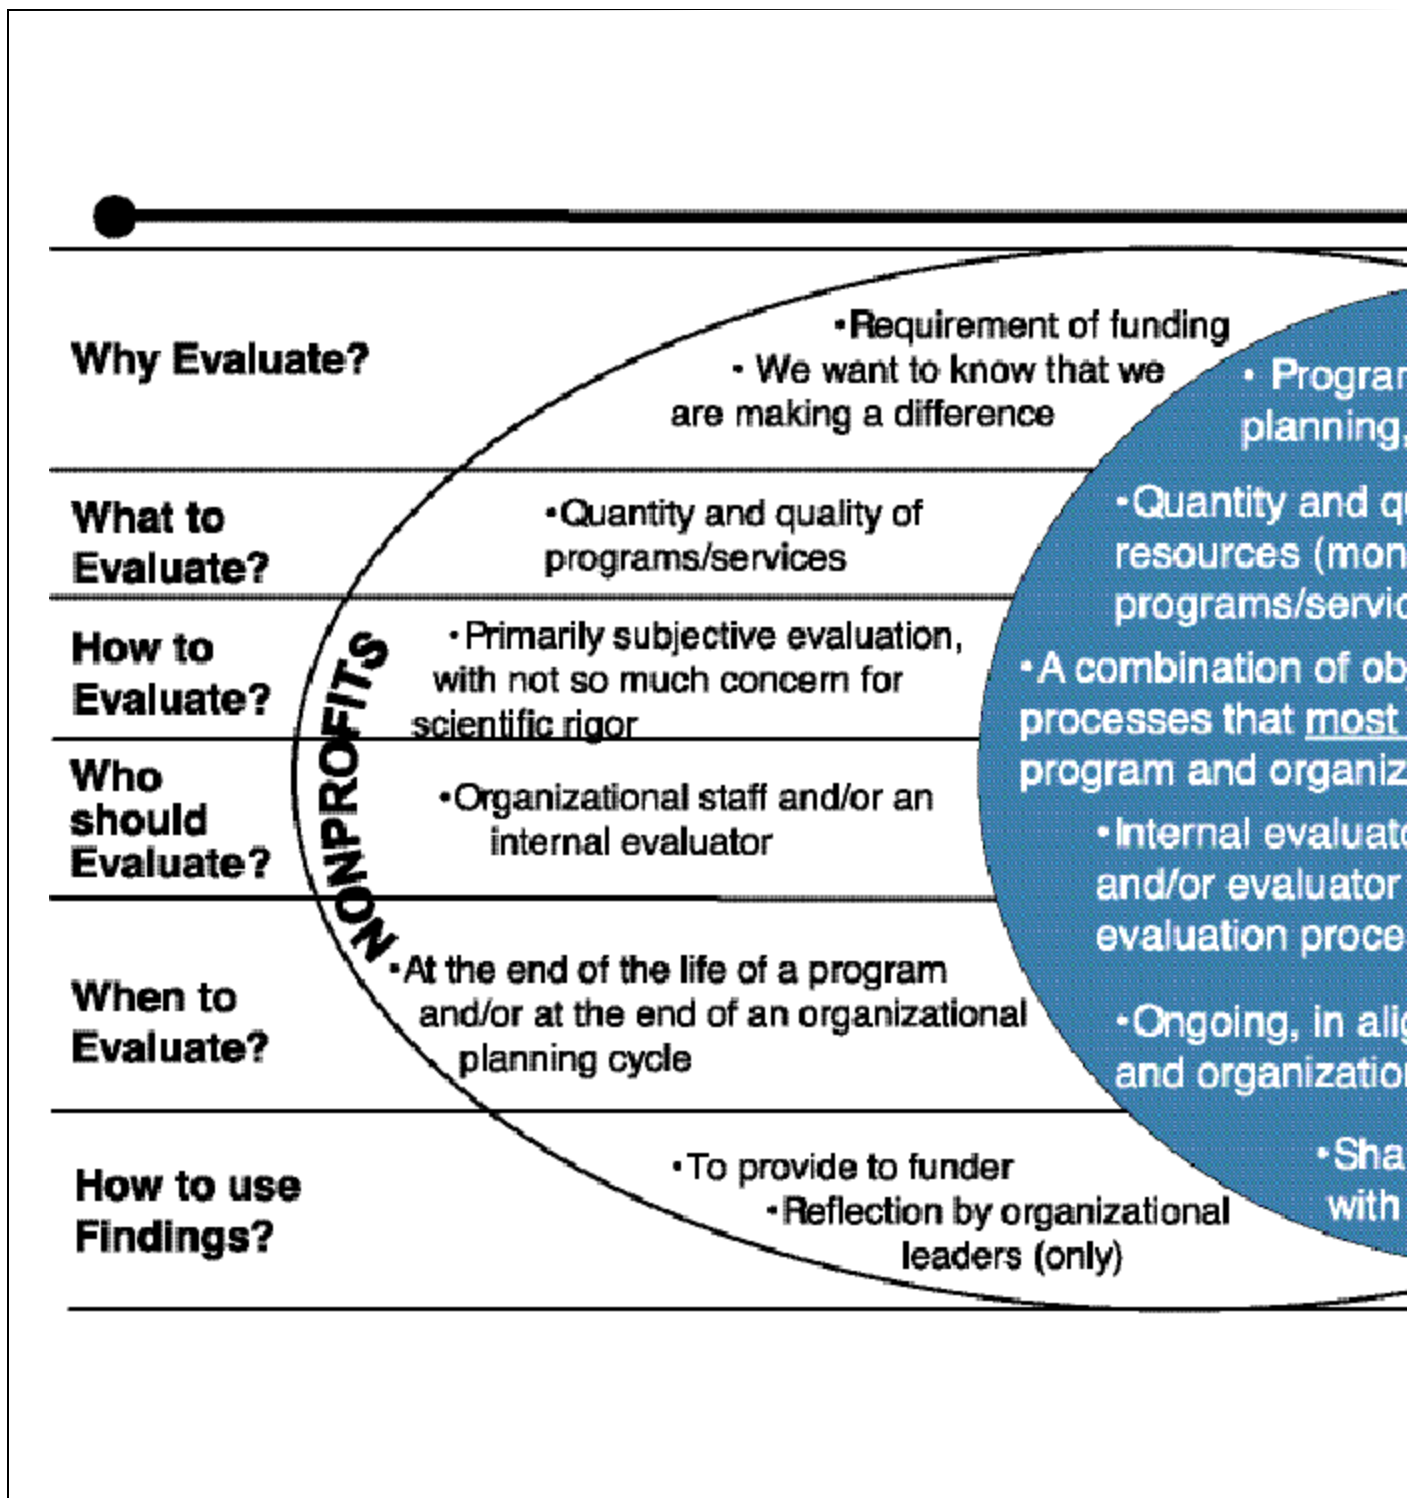 Why Evaluate?
•Requirement of funding
• We want to know that we
are making a difference
•
planning,
What to
Evaluate?
•Quantity and quality of
programs/services
•Quantity and
resources
How to
Evaluate?
•Primarily subjective evaluation,
with not so much concern for
scientific rigor
•A combination of
processes that most
program and
Who
should
Evaluate?
•Organizational staff and/or an
internal evaluator
•Internal
and/or evaluator
evaluation
When to
Evaluate?
•At the end of the life of a program
and/or at the end of an organizational
planning cycle
•Ongoing, in
and
How to use
Findings?
•To provide to funder
•Reflection by organizational
leaders (only)
•
with
NONPROFITS